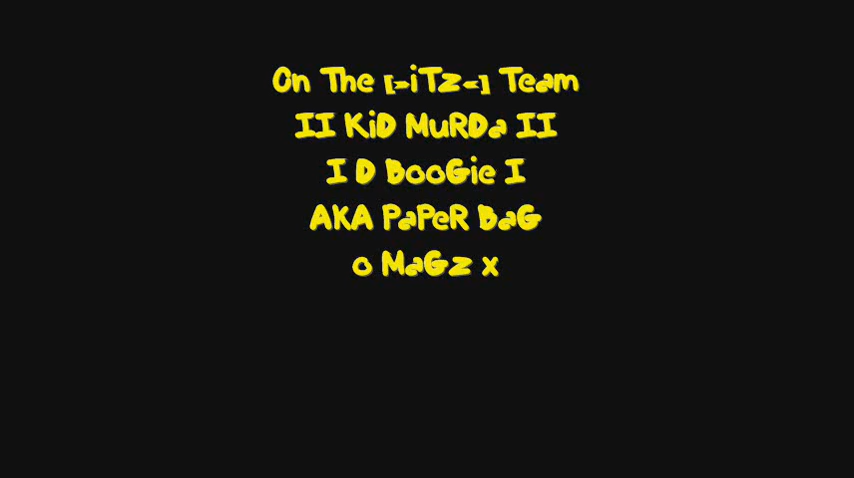 On The [>iTz<] Team
II KiD MuRDa II
I D BooGie I
AKA PaPeR BaG
o MaGz x